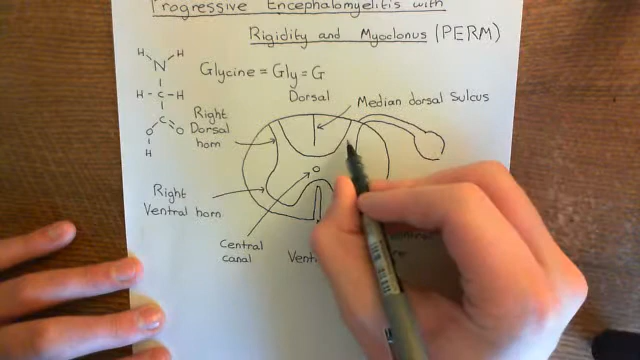 Progressive Encephalomyelitis with
Rigidity and Myoclonus (PERM)
H H
N
H - C - H
C
O O
H
Glycine = Gly = G
Dorsal
Median dorsal Sulcus
Right
Dorsal
horn
Right
Ventral horn
Central
canal